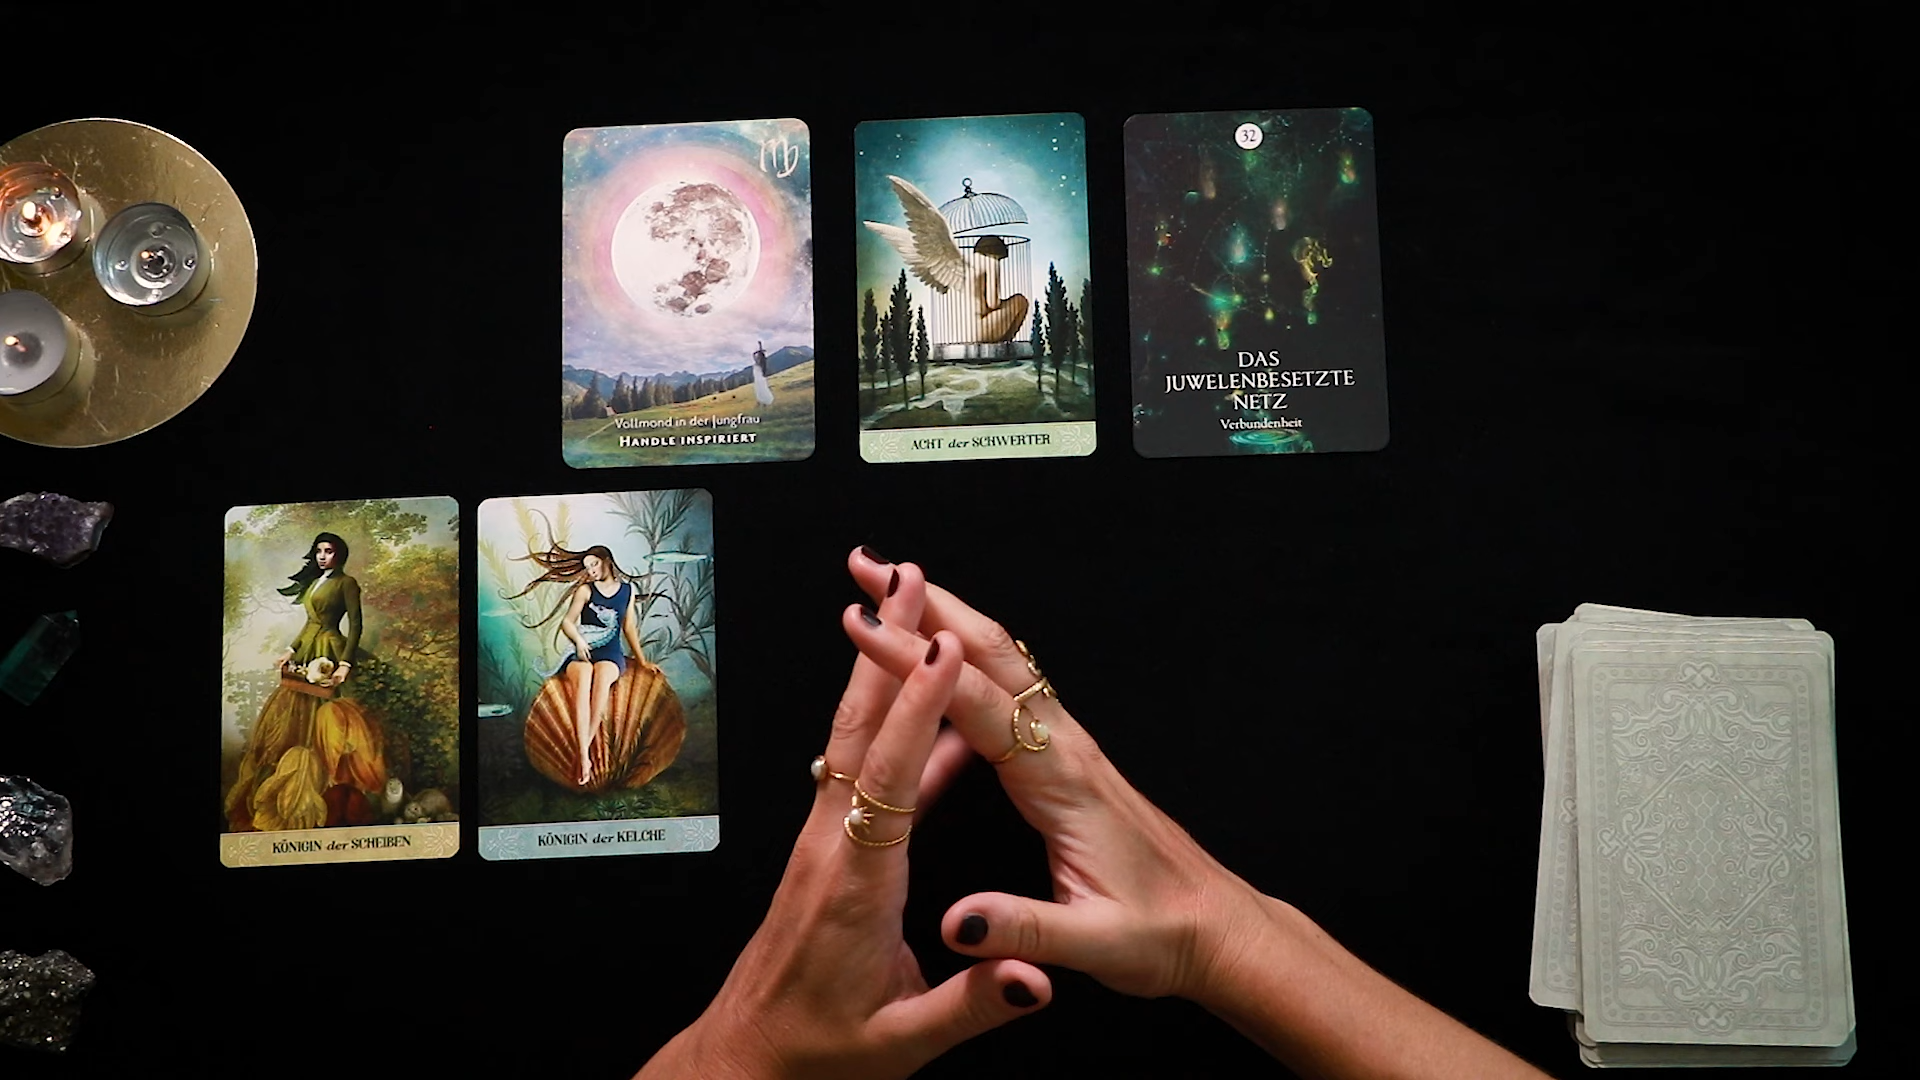 Vollmond in der Jungfrau
HANDLE INSPIRIERT
ACHT der SCHWERTER
32
DAS
JUWELENBESETZTE
NETZ
Verbundenheit
KÖNIGIN der SCHEIBEN
KÖNIGIN der KELCHE